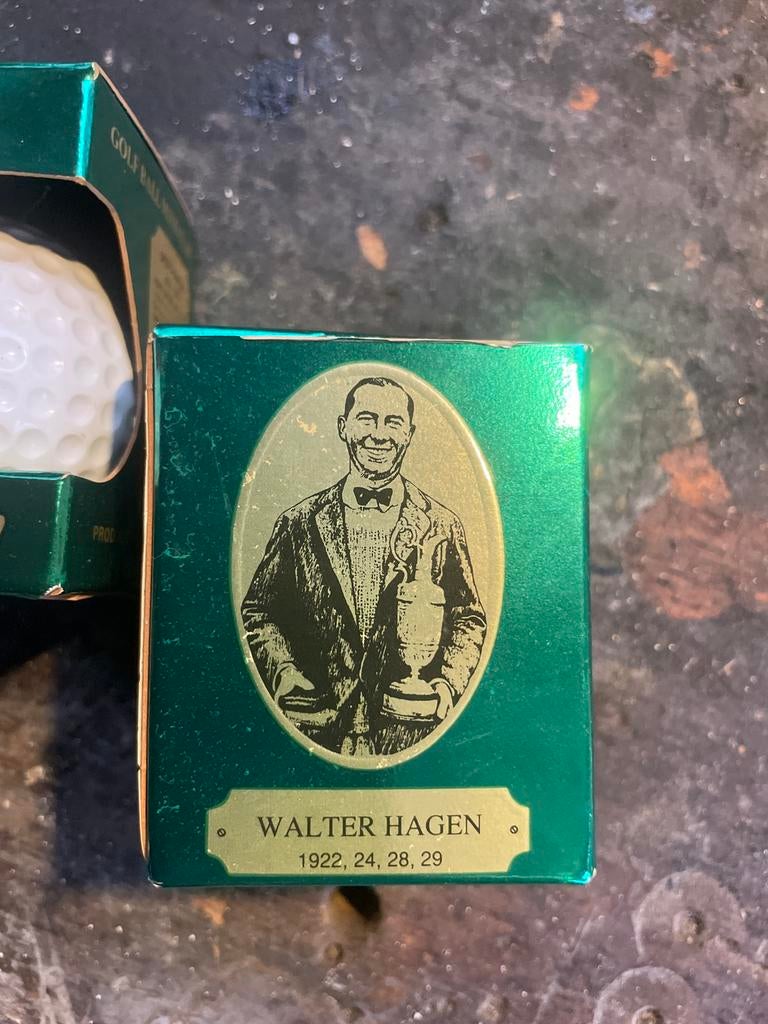 GOLF BALL
PROD
WALTER HAGEN
1922, 24, 28, 29